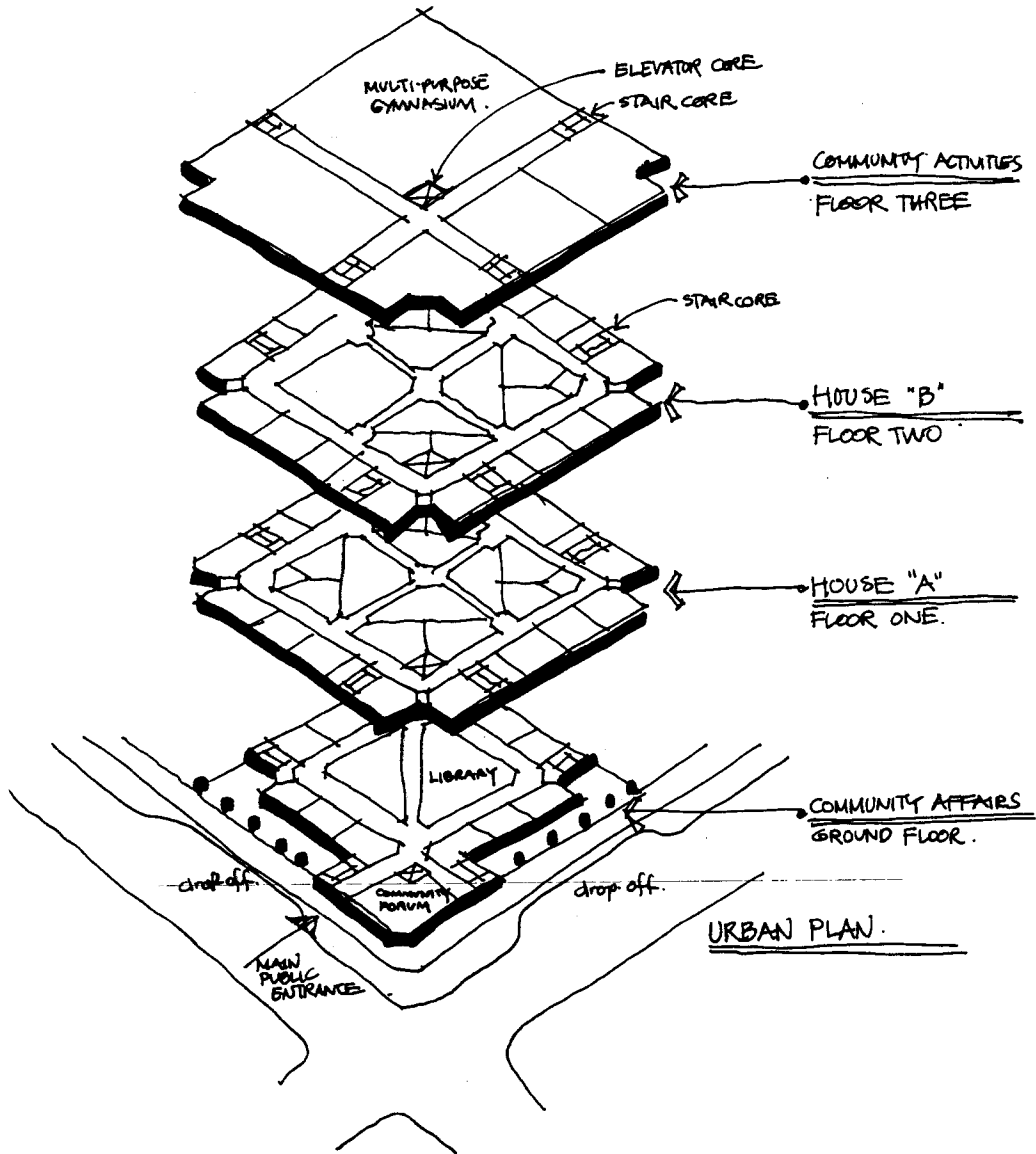 MULTI-PURPOSE
GYMNASIUM.
ELEVATOR CORE
STAIR CORE
COMMUNITY ACTIVITIES
FLOOR THREE
STAIR CORE
HOUSE "B"
FLOOR TWO
HOUSE "A"
FLOOR ONE.
LIBRARY
COMMUNITY AFFAIRS
GROUND FLOOR.
drop off.
COMMUNITY
FORUM
drop off.
URBAN PLAN.
MAIN
PUBLIC
ENTRANCE